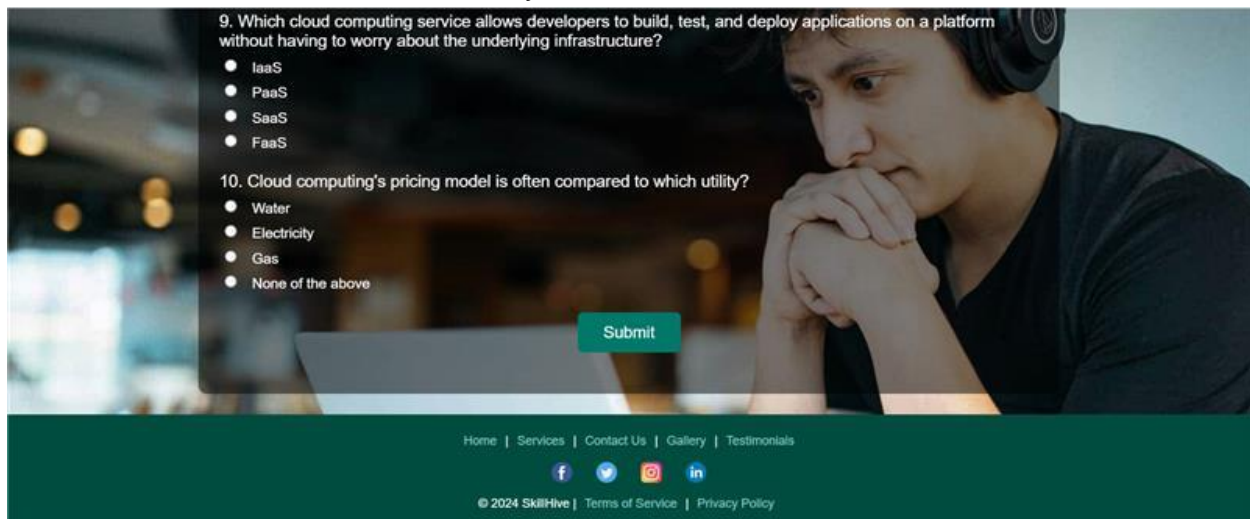 9. Which cloud computing service allows developers to build, test, and deploy applications on a platform
without having to worry about the underlying infrastructure?
IaaS
PaaS
SaaS
FaaS
10. Cloud computing's pricing model is often compared to which utility?
Water
Electricity
Gas
None of the above
Submit
Home | Services | Contact Us | Gallery | Testimonials
f in
© 2024 SkillHive | Terms of Service | Privacy Policy